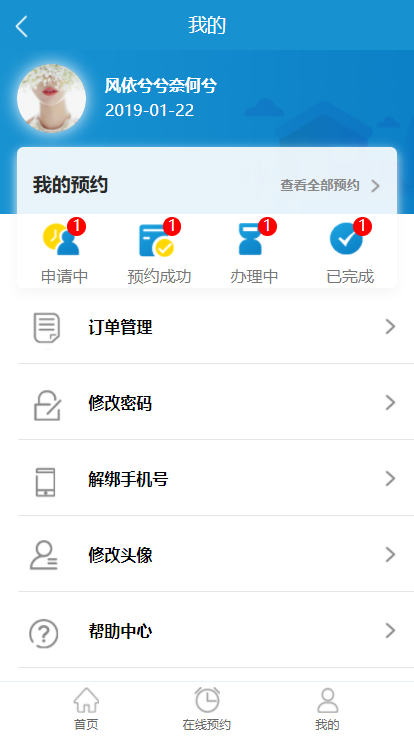 我的
风依兮兮奈何兮
2019-01-22
我的预约
查看全部预约
1 1 1 1
申请中 预约成功 办理中 已完成
订单管理
修改密码
解绑手机号
修改头像
帮助中心
首页 在线预约 我的